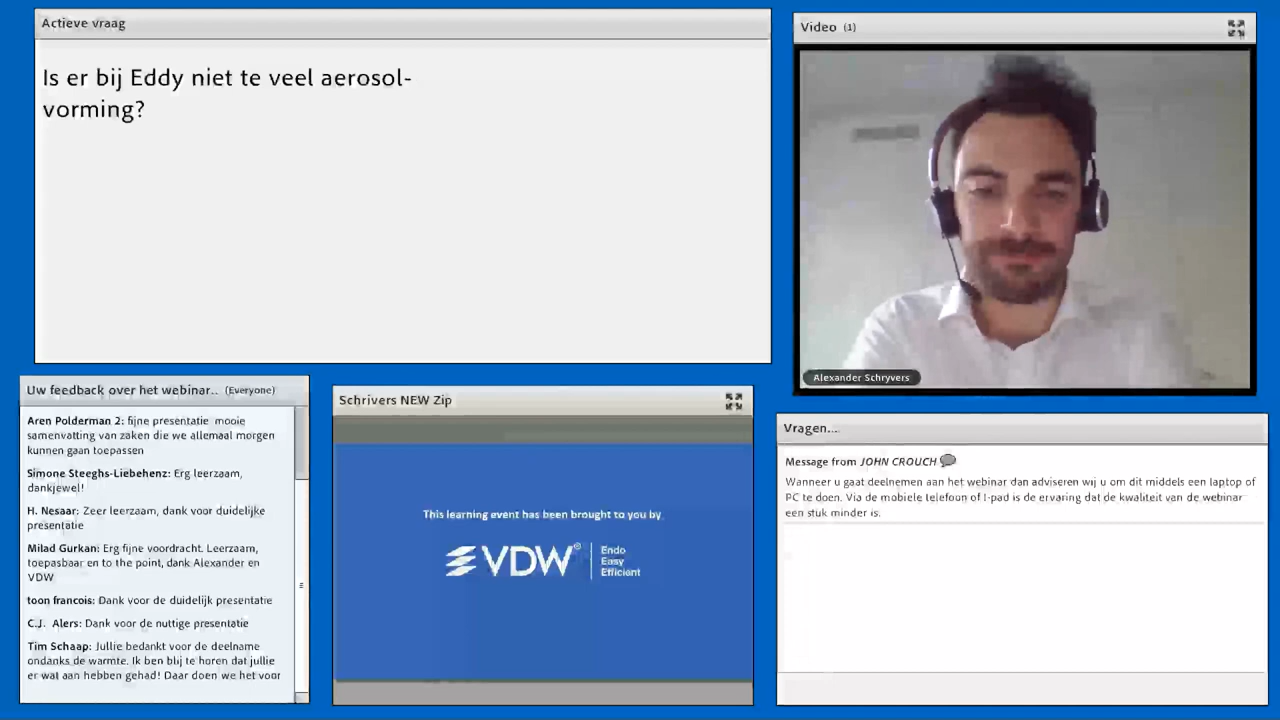 Actieve vraag
Is er bij Eddy niet te veel aerosol-
vorming?
Video (1)
Alexander Schryvers
Uw feedback over het webinar.. (Everyone)
Aren Polderman 2: fijne presentatie mooie
samenvatting van zaken die we allemaal morgen
kunnen gaan toepassen
Simone Steeghs-Liebehenz: Erg leerzaam,
dankjewel!
H. Nesaar: Zeer leerzaam, dank voor duidelijke
presentatie
Milad Gurkan: Erg fijne voordracht. Leerzaam,
toepasbaar en to the point, dank Alexander en
VDW
toon francois: Dank voor de duidelijk presentatie
C.J. Alers: Dank voor de nuttige presentatie
Tim Schaap: Jullie bedankt voor de deelname
ondanks de warmte. Ik ben blij te horen dat jullie
er wat aan hebben gehad! Daar doen we het voor
Schrivers NEW Zip
This learning event has been brought to you by
VDW®
Endo
Easy
Efficient
Vragen...
Message from JOHN CROUCH
Wanneer u gaat deelnemen aan het webinar dan adviseren wij u om dit middels een laptop of
PC te doen. Via de mobiele telefoon of I-pad is de ervaring dat de kwaliteit van de webinar
een stuk minder is.